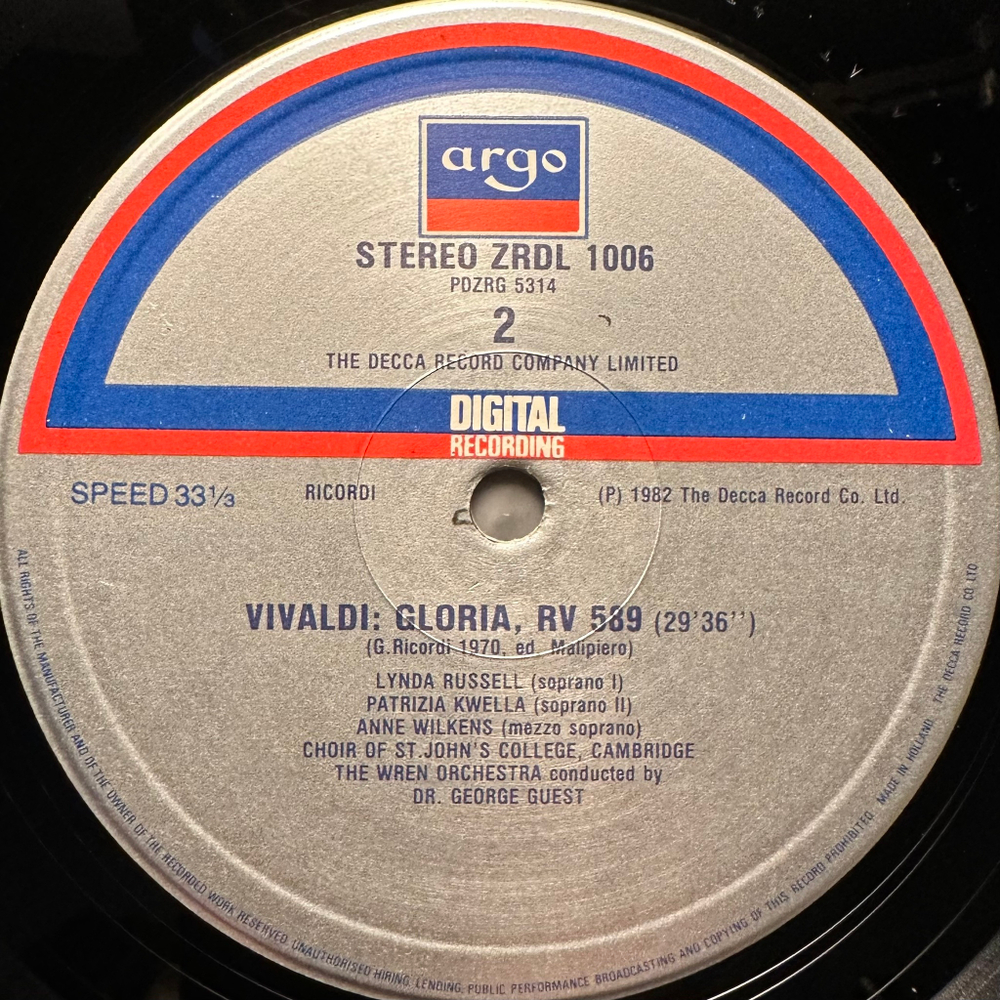 argo
STEREO ZRDL 1006
PDZRG 5314
2
THE DECCA RECORD COMPANY LIMITED
DIGITAL
RECORDING
SPEED 33⅓ RICORDI (P) 1982 The Decca Record Co. Ltd.
VIVALDI: GLORIA, RV 589 (29'36'')
(G.Ricordi 1970, ed. Malipiero)
LYNDA RUSSELL (soprano I)
PATRIZIA KWELLA (soprano II)
ANNE WILKENS (mezzo soprano)
CHOIR OF ST.JOHN'S COLLEGE, CAMBRIDGE
THE WREN ORCHESTRA conducted by
DR. GEORGE GUEST
ALL RIGHTS OF THE MANUFACTURER AND OF THE OWNER OF THE RECORDED WORK RESERVED UNAUTHORISED HIRING, LENDING, PUBLIC PERFORMANCE BROADCASTING AND COPYING OF THIS RECORD PROHIBITED MADE IN HOLLAND THE DECCA RECORD CO LTD